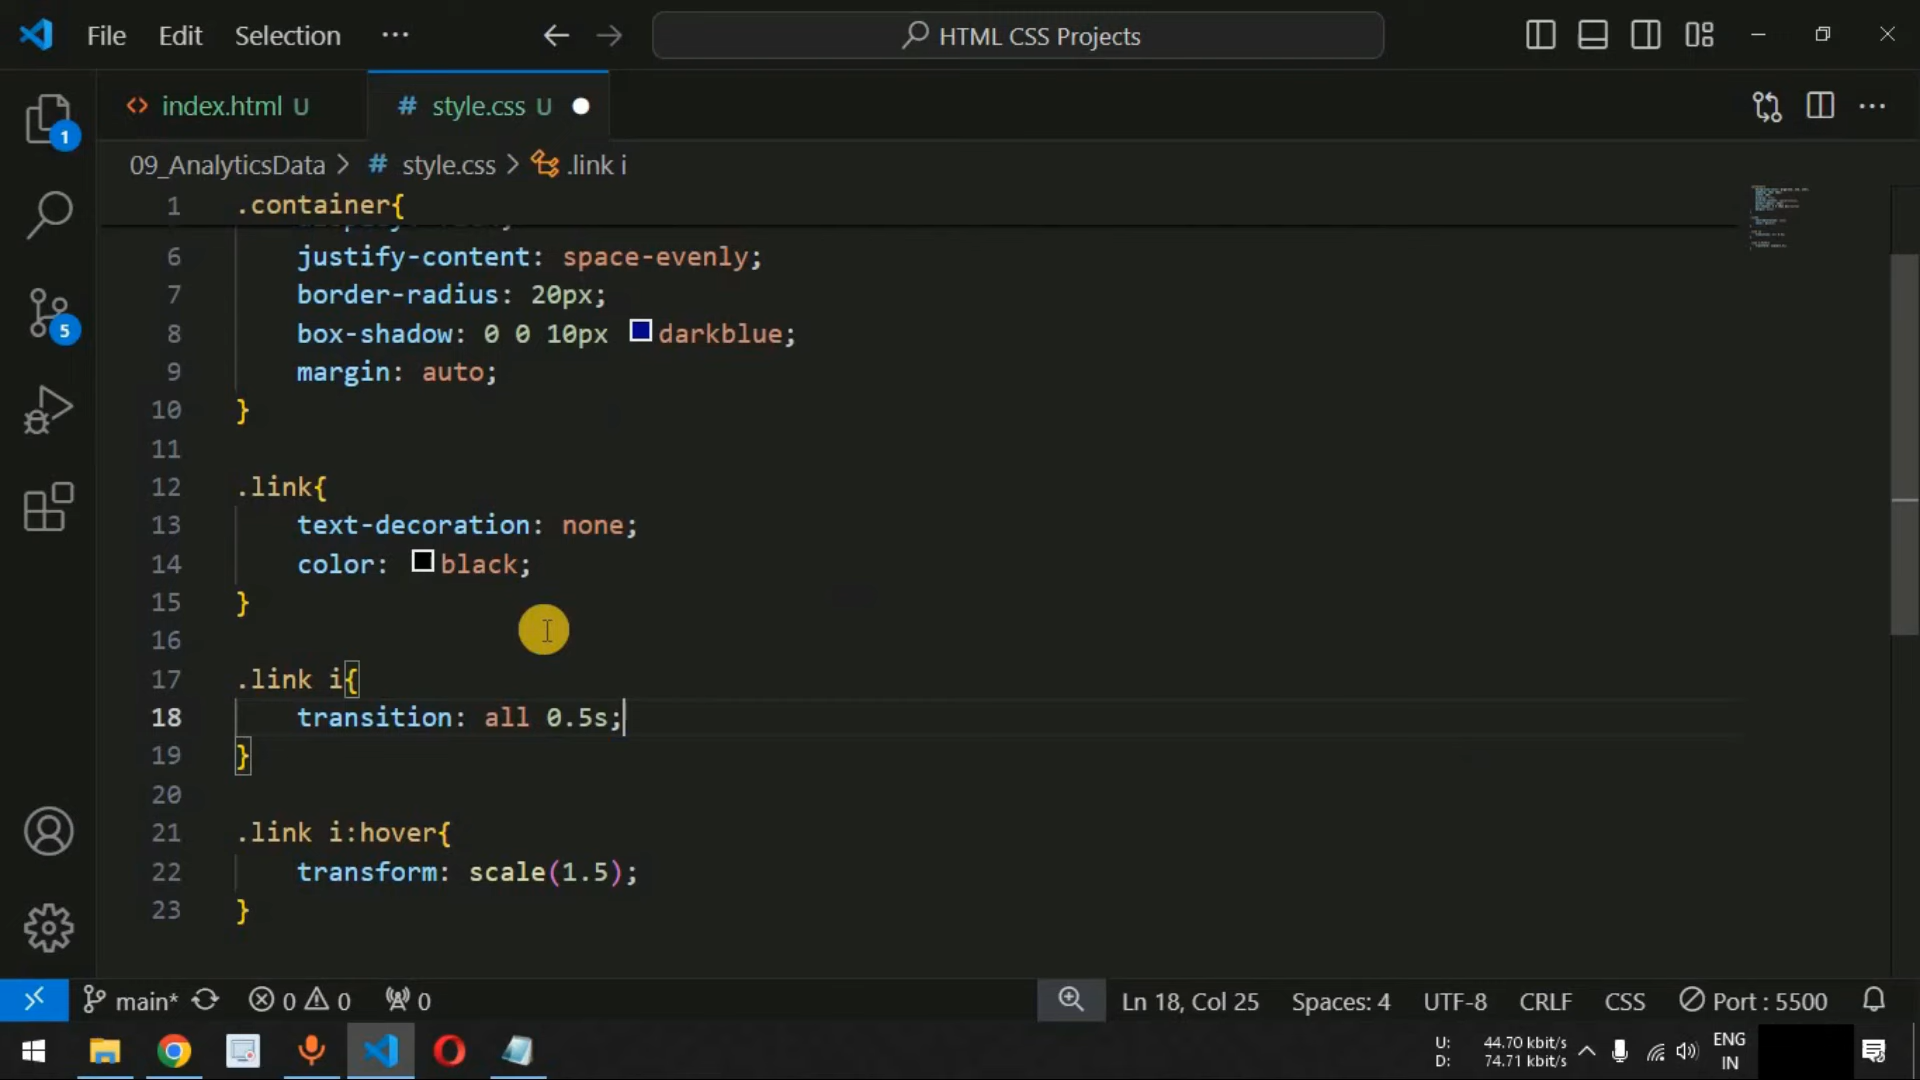 File Edit Selection ··· HTML CSS Projects
index.html U # style.css U
09_AnalyticsData > # style.css > .link i
1 .container{
6 justify-content: space-evenly;
7 border-radius: 20px;
8 box-shadow: 0 0 10px darkblue;
9 margin: auto;
10 }
11
12 .link{
13 text-decoration: none;
14 color: black;
15 }
16
17 .link i{
18 transition: all 0.5s;
19 }
20
21 .link i:hover{
22 transform: scale(1.5);
23 }
1
5
main* 0 0 0 Ln 18, Col 25 Spaces: 4 UTF-8 CRLF CSS Port : 5500
U: 44.70 kbit/s
D: 74.71 kbit/s
ENG
IN